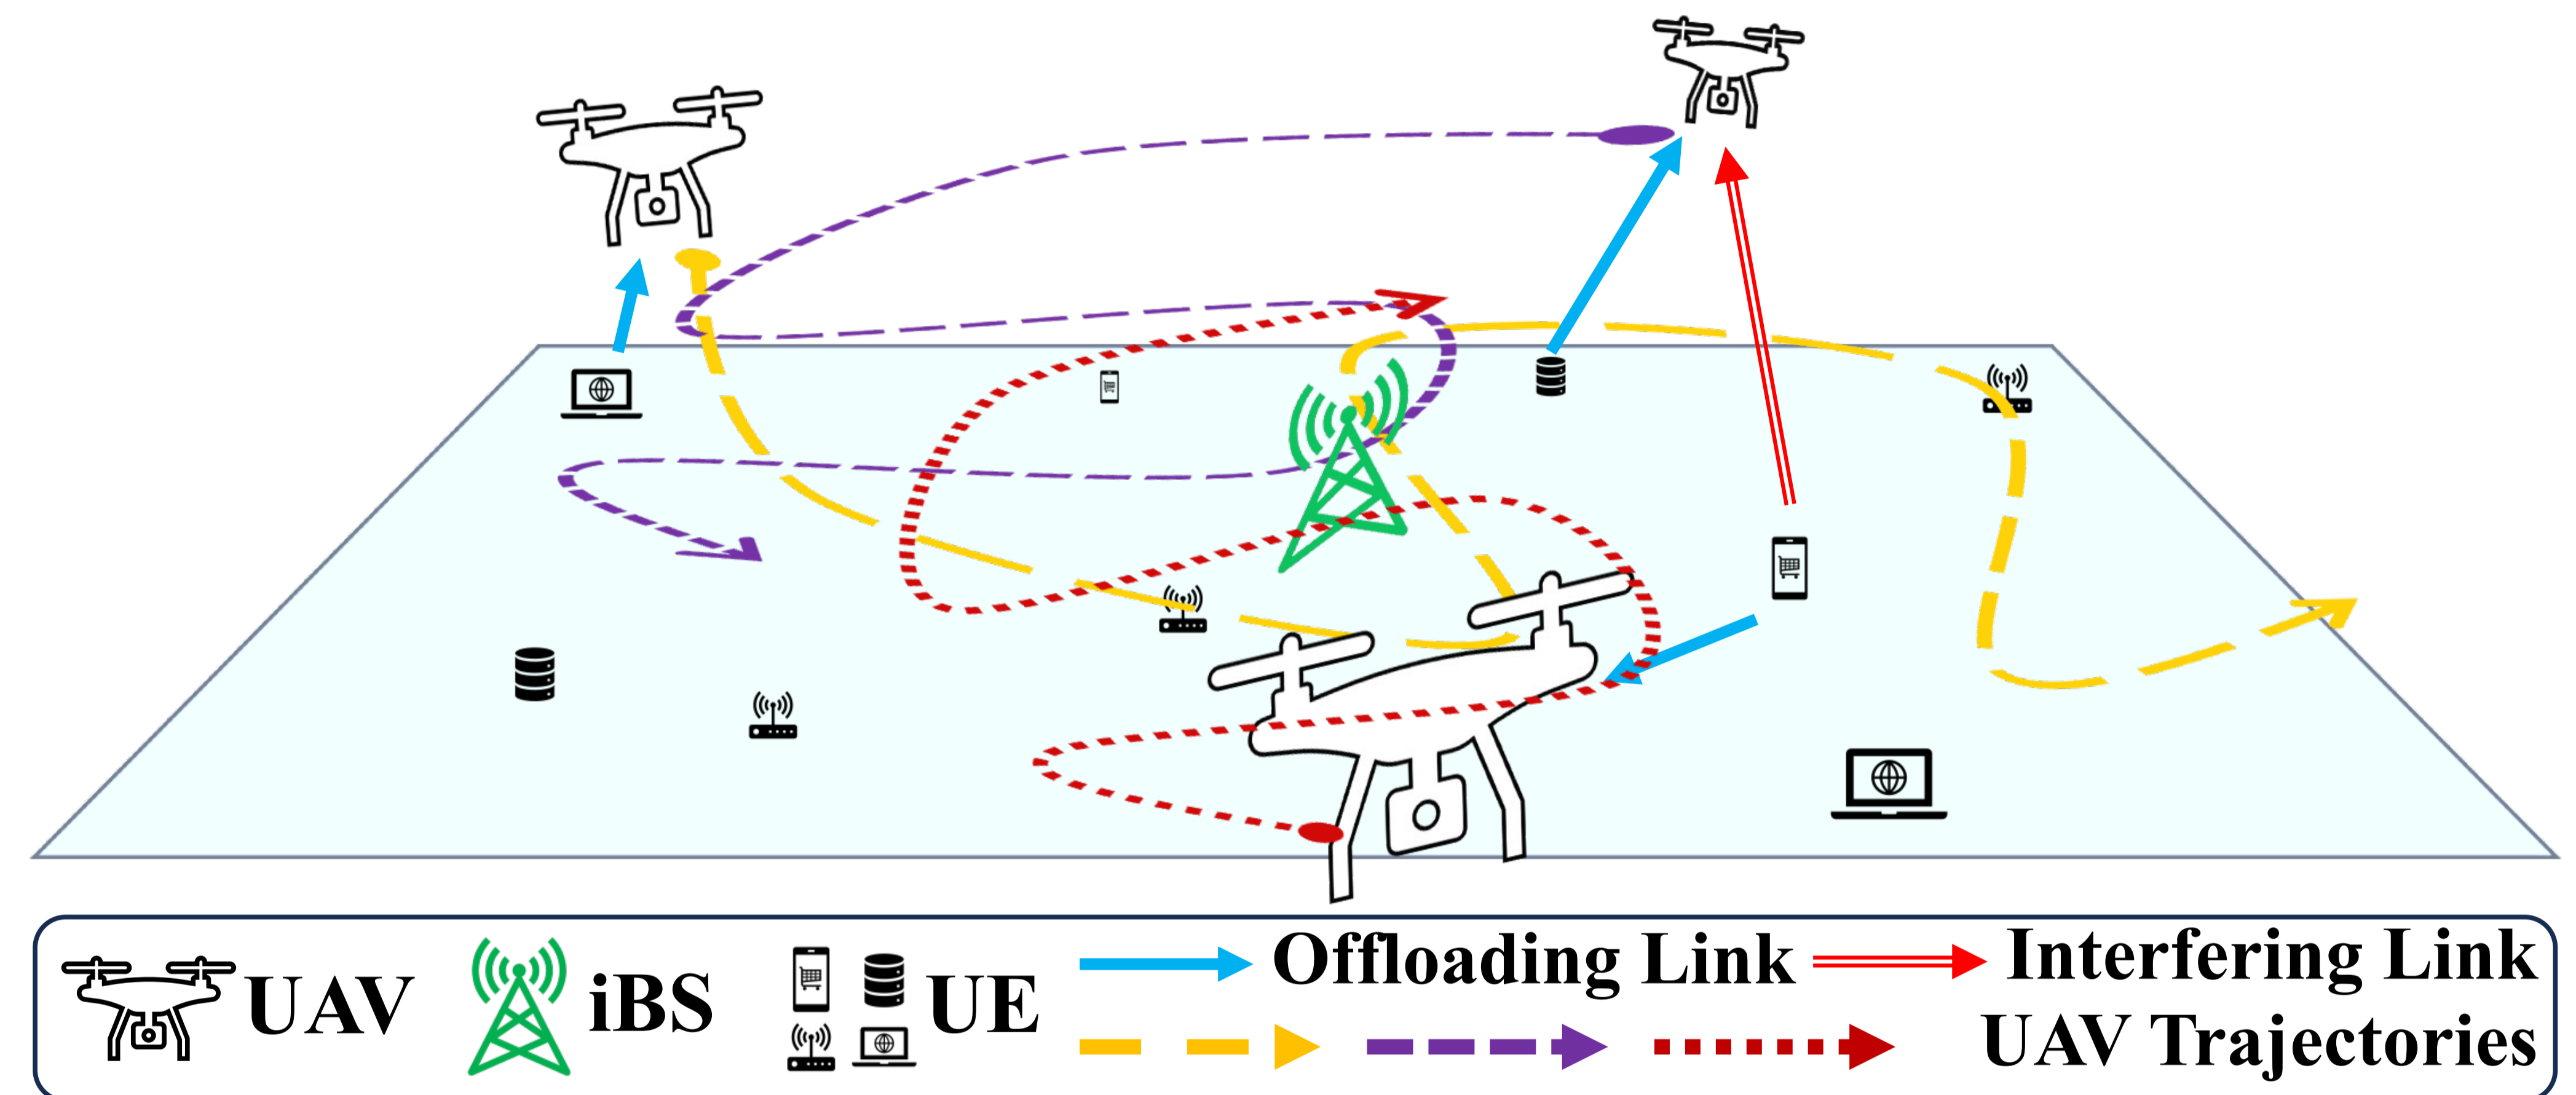 UAV
iBS
UE
Offloading Link
Interfering Link
UAV Trajectories